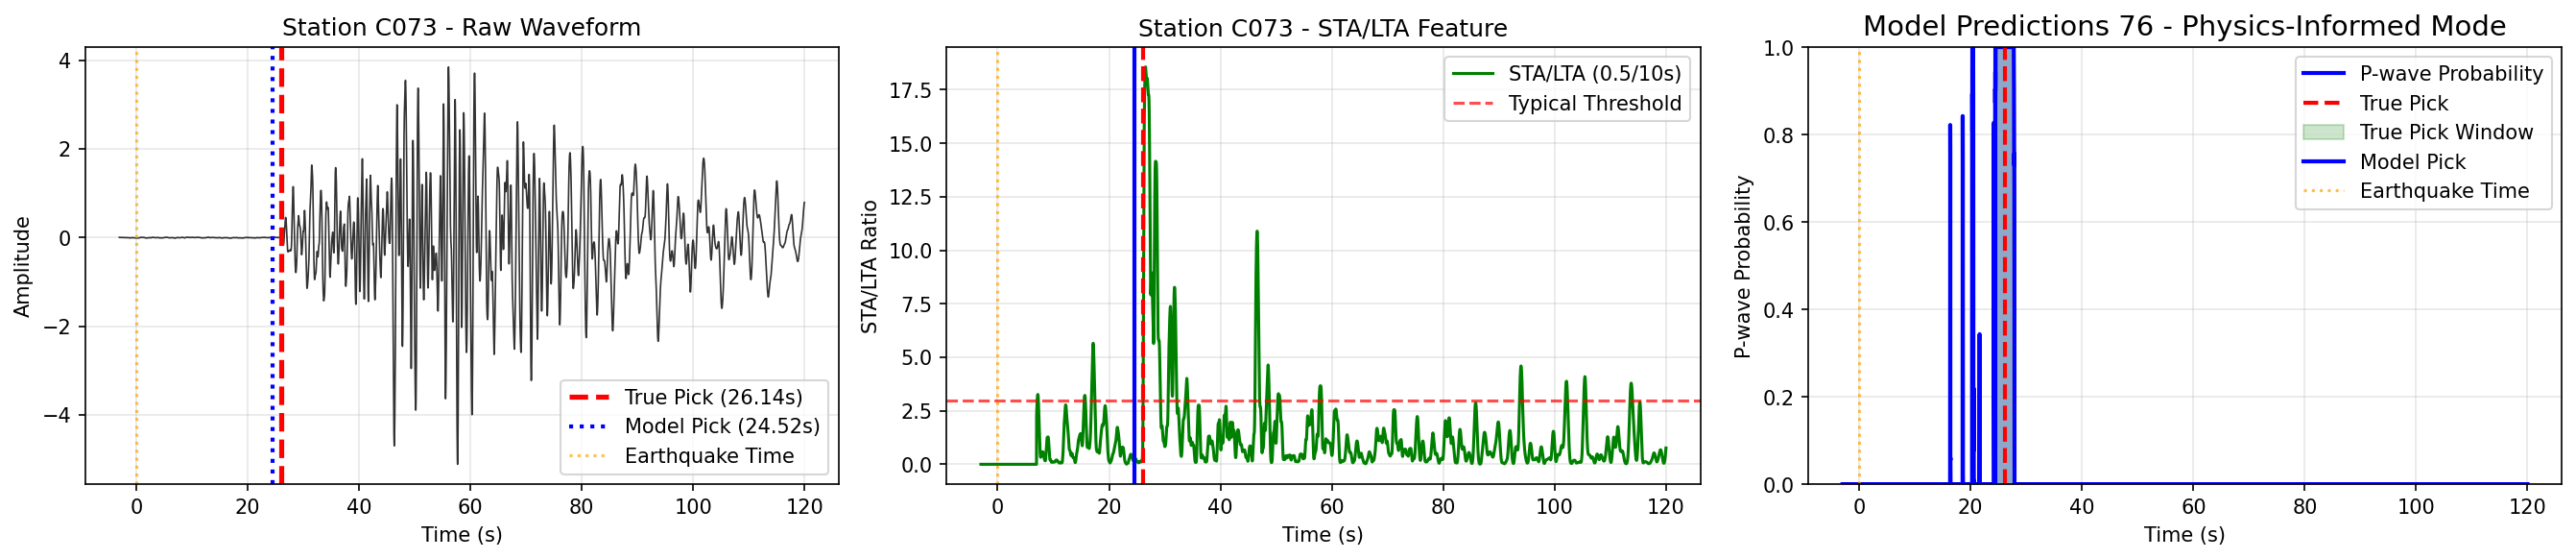 Station C073 - Raw Waveform
Amplitude
4
2
0
−2
−4
True Pick (26.14s)
Model Pick (24.52s)
Earthquake Time
0 20 40 60 80 100 120
Time (s)
Station C073 - STA/LTA Feature
STA/LTA Ratio
17.5
15.0
12.5
10.0
7.5
5.0
2.5
0.0
STA/LTA (0.5/10s)
Typical Threshold
0 20 40 60 80 100 120
Time (s)
Model Predictions 76 - Physics-Informed Mode
P-wave Probability
1.0
0.8
0.6
0.4
0.2
0.0
P-wave Probability
True Pick
True Pick Window
Model Pick
Earthquake Time
0 20 40 60 80 100 120
Time (s)